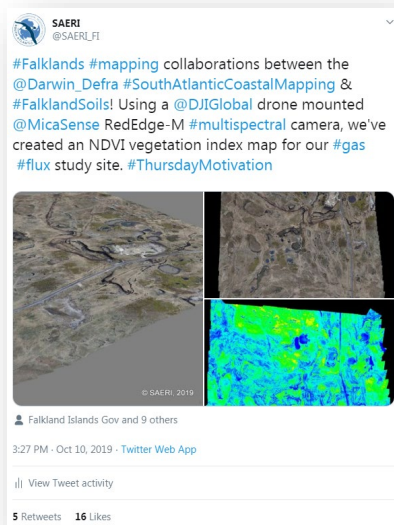 SAERI
@SAERI_FI
#Falklands #mapping collaborations between the
@Darwin_Defra #SouthAtlanticCoastalMapping &
#FalklandSoils! Using a @DJIGlobal drone mounted
@MicaSense RedEdge-M #multispectral camera, we've
created an NDVI vegetation index map for our #gas
#flux study site. #ThursdayMotivation
© SAERI, 2019
Falkland Islands Gov and 9 others
3:27 PM · Oct 10, 2019 · Twitter Web App
View Tweet activity
5 Retweets 16 Likes